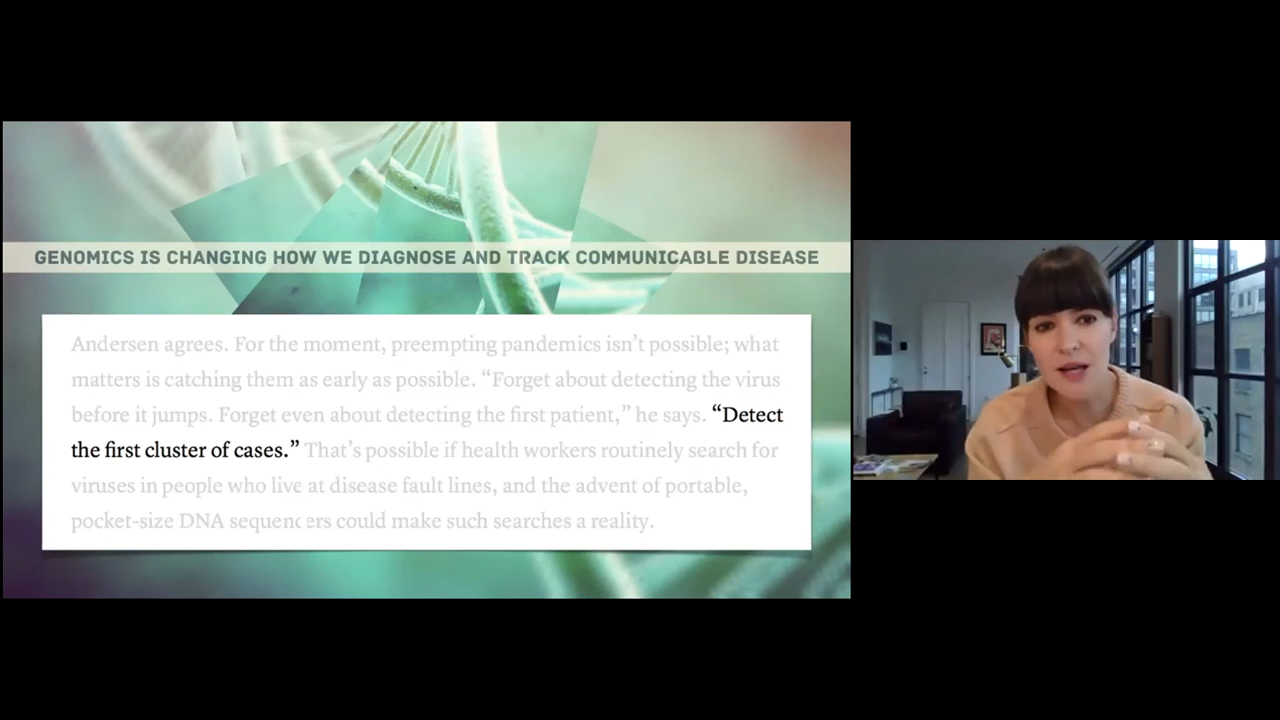 GENOMICS IS CHANGING HOW WE DIAGNOSE AND TRACK COMMUNICABLE DISEASE
Andersen agrees. For the moment, preempting pandemics isn't possible; what
matters is catching them as early as possible. “Forget about detecting the virus
before it jumps. Forget even about detecting the first patient,” he says. “Detect
the first cluster of cases.” That's possible if health workers routinely search for
viruses in people who live at disease fault lines, and the advent of portable,
pocket-size DNA sequencers could make such searches a reality.